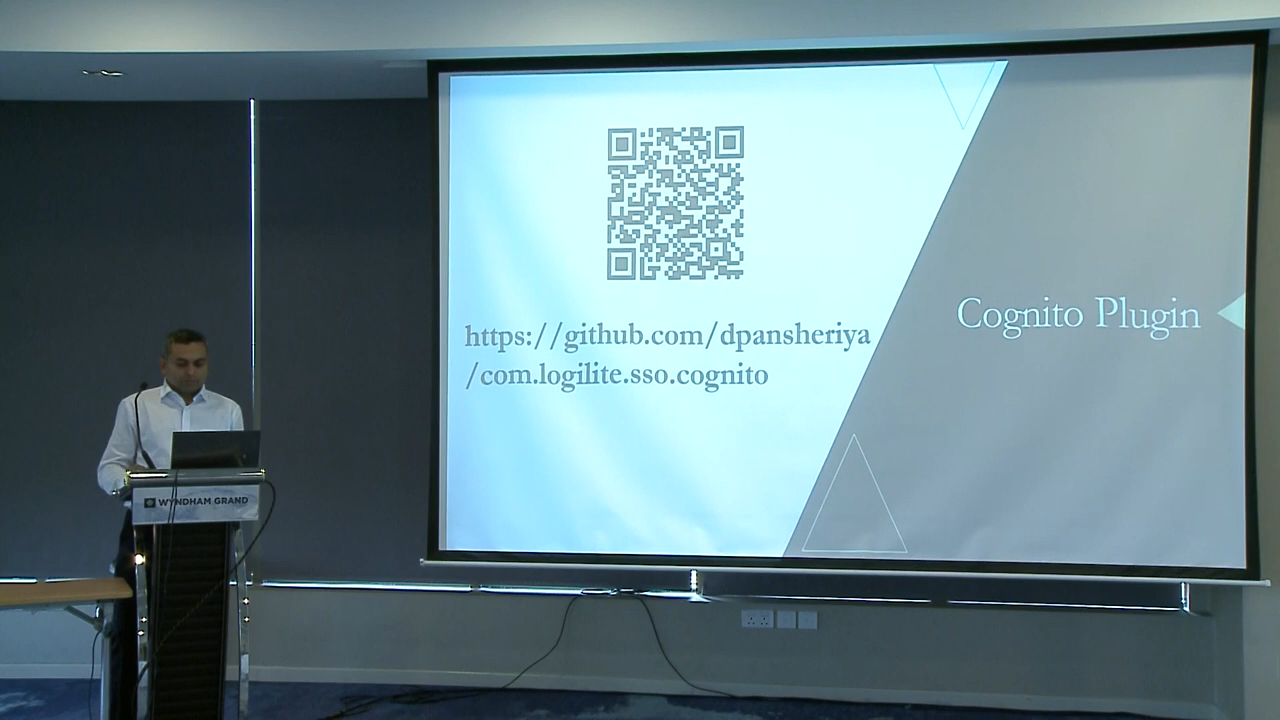 https://github.com/dpansheriya
/com.logilite.sso.cognito
Cognito Plugin
WYNDHAM GRAND